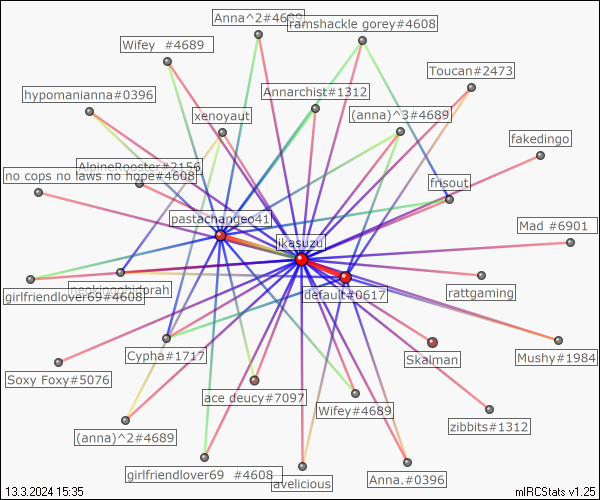 Anna^2#4689
ramshackle gorey#4608
Wifey #4689
Toucan#2473
hypomanianna#0396
Annarchist#1312
xenoyaut
(anna)^3#4689
fakedingo
AlpineRooster#2156
no cops no laws no hope#4608
frisout
pastachangeo41
Mad #6901
ikasuzu
neckingghidorah
rattgaming
girlfriendlover69#4608
default#0617
Cypha#1717
Skalman
Mushy#1984
Soxy Foxy#5076
ace deucy#7097
Wifey#4689
zibbits#1312
(anna)^2#4689
girlfriendlover69 #4608
Anna.#0396
avelicious
13.3.2024 15:35
mIRCStats v1.25